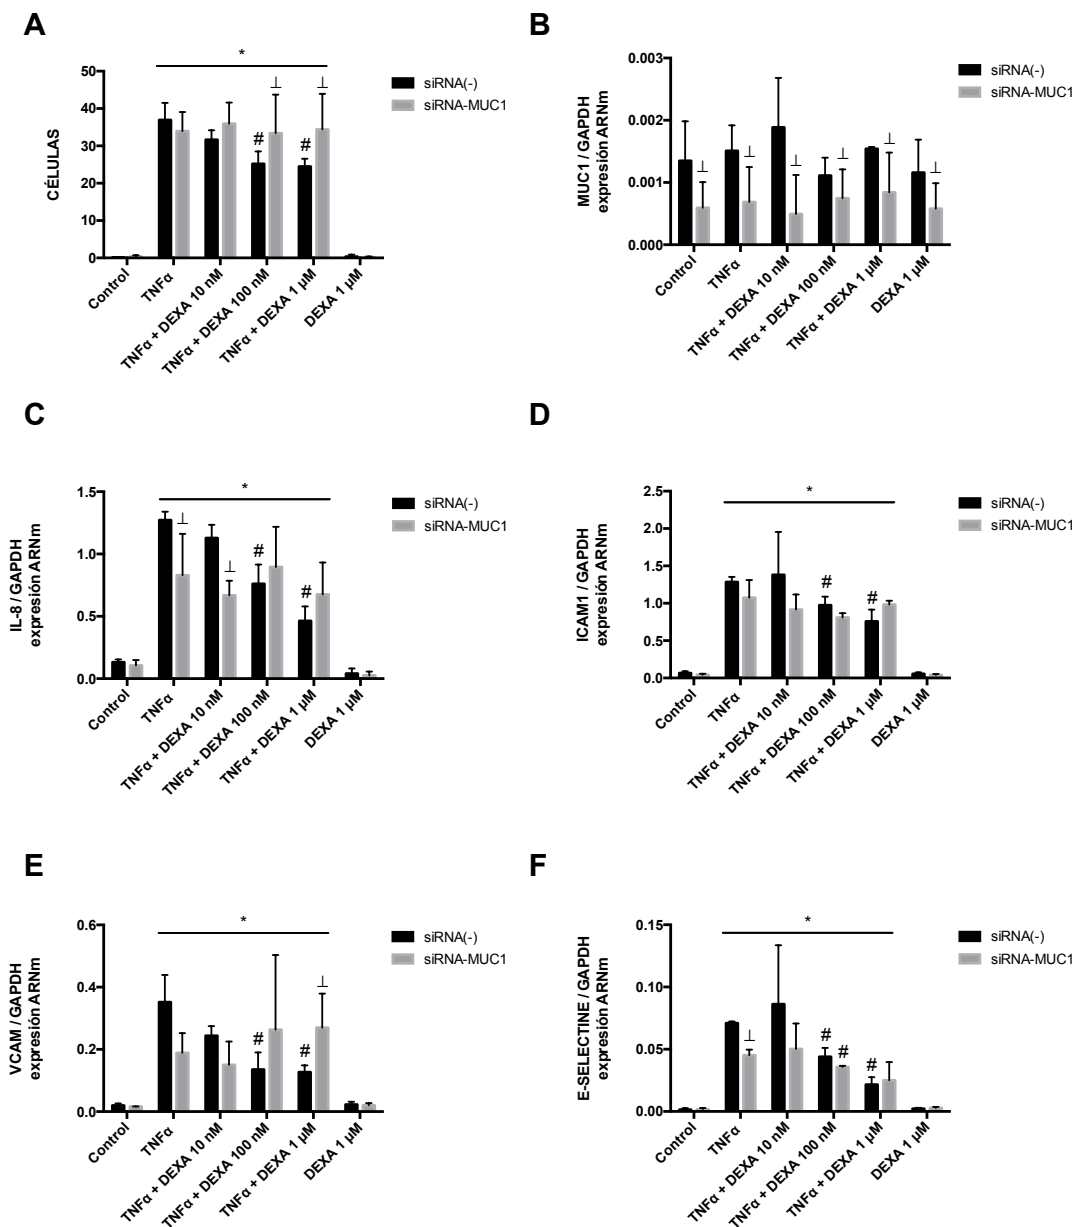 A
*
siRNA(-)
siRNA-MUC1
CÉLULAS
50
40
30
20
10
0
⊥
⊥
#
#
Control
TNFα
TNFα + DEXA 10 nM
TNFα + DEXA 100 nM
TNFα + DEXA 1 µM
DEXA 1 µM
B
siRNA(-)
siRNA-MUC1
MUC1 / GAPDH
expresión ARNm
0.003
0.002
0.001
0.000
⊥
⊥
⊥
⊥
⊥
⊥
Control
TNFα
TNFα + DEXA 10 nM
TNFα + DEXA 100 nM
TNFα + DEXA 1 µM
DEXA 1 µM
C
*
siRNA(-)
siRNA-MUC1
IL-8 / GAPDH
expresión ARNm
1.5
1.0
0.5
0.0
⊥
⊥
#
#
Control
TNFα
TNFα + DEXA 10 nM
TNFα + DEXA 100 nM
TNFα + DEXA 1 µM
DEXA 1 µM
D
*
siRNA(-)
siRNA-MUC1
ICAM1 / GAPDH
expresión ARNm
2.5
2.0
1.5
1.0
0.5
0.0
#
#
Control
TNFα
TNFα + DEXA 10 nM
TNFα + DEXA 100 nM
TNFα + DEXA 1 µM
DEXA 1 µM
E
*
siRNA(-)
siRNA-MUC1
VCAM / GAPDH
expresión ARNm
0.6
0.4
0.2
0.0
#
#
⊥
Control
TNFα
TNFα + DEXA 10 nM
TNFα + DEXA 100 nM
TNFα + DEXA 1 µM
DEXA 1 µM
F
*
siRNA(-)
siRNA-MUC1
E-SELECTINE / GAPDH
expresión ARNm
0.15
0.10
0.05
0.00
⊥
#
#
#
Control
TNFα
TNFα + DEXA 10 nM
TNFα + DEXA 100 nM
TNFα + DEXA 1 µM
DEXA 1 µM